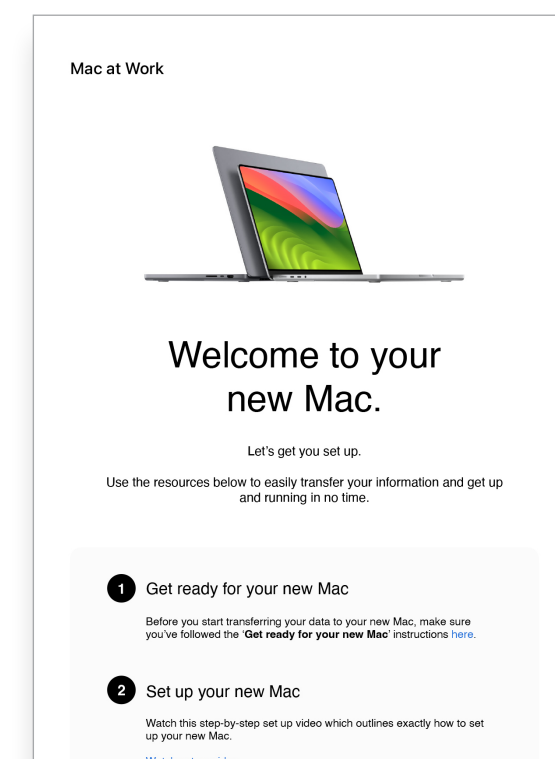 Mac at Work
Welcome to your
new Mac.
Let's get you set up.
Use the resources below to easily transfer your information and get up
and running in no time.
1 Get ready for your new Mac
Before you start transferring your data to your new Mac, make sure
you've followed the ‘Get ready for your new Mac’ instructions here.
2 Set up your new Mac
Watch this step-by-step set up video which outlines exactly how to set
up your new Mac.